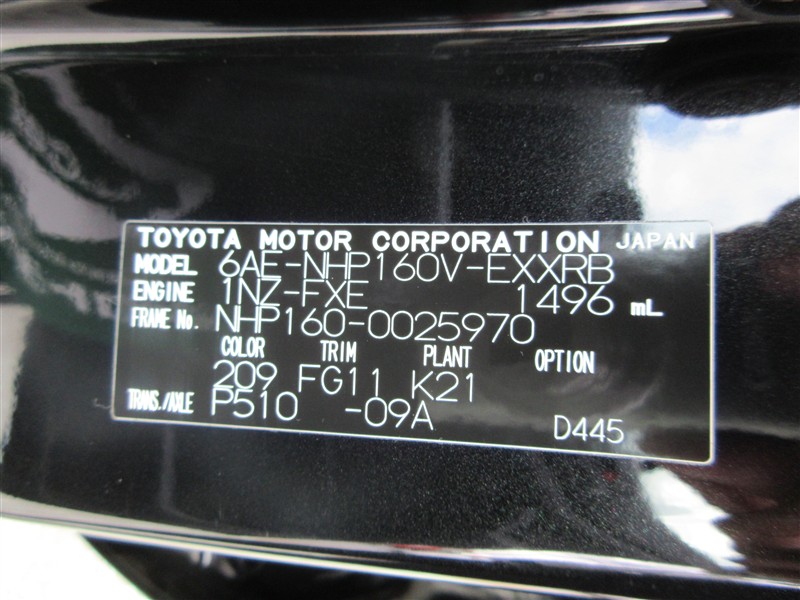 TOYOTA MOTOR CORPORATION JAPAN
MODEL 6AE-NHP160V-EXXRB
ENGINE 1NZ-FXE 1496 mL
FRAME No. NHP160-0025970
COLOR TRIM PLANT OPTION
209 FG11 K21
TRANS./AXLE P510 -09A
D445